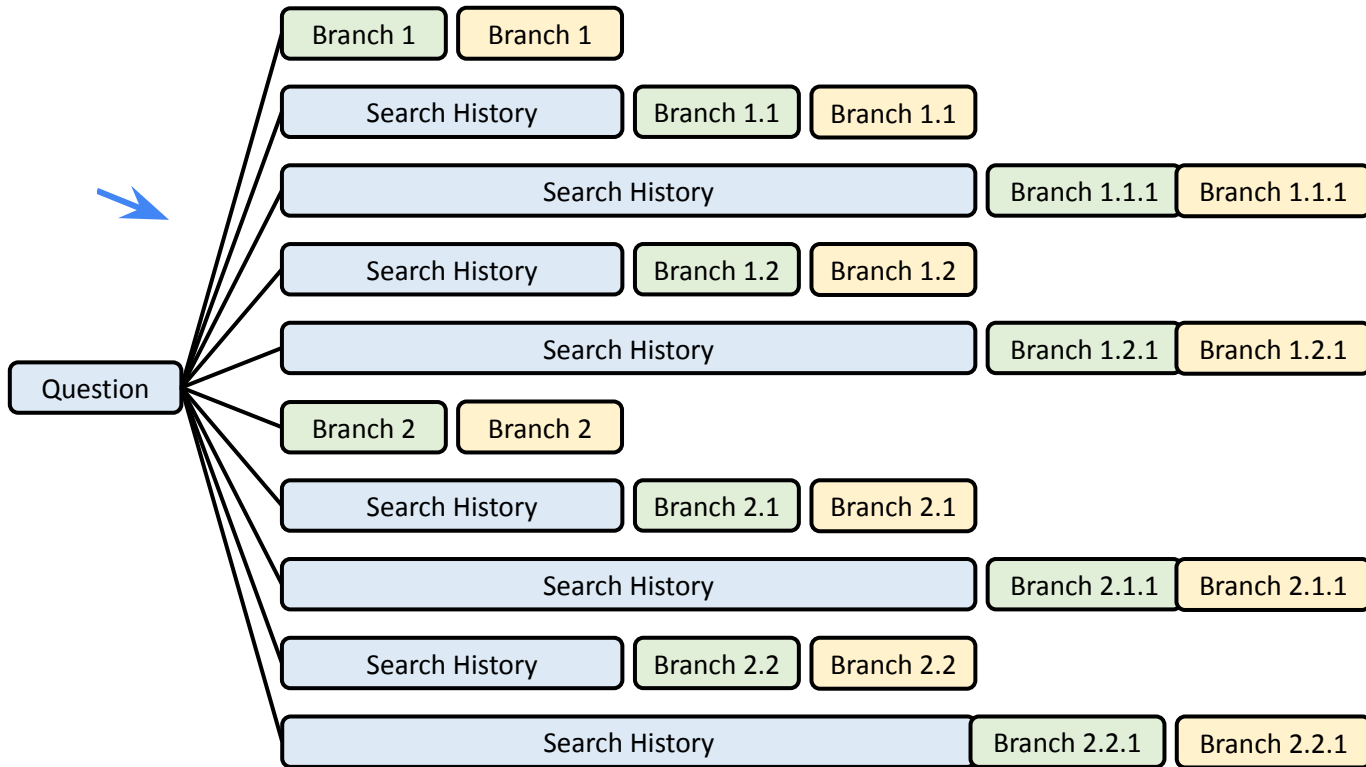 Branch 1 Branch 1
Search History Branch 1.1 Branch 1.1
Search History Branch 1.1.1 Branch 1.1.1
Search History Branch 1.2 Branch 1.2
Search History Branch 1.2.1 Branch 1.2.1
Question
Branch 2 Branch 2
Search History Branch 2.1 Branch 2.1
Search History Branch 2.1.1 Branch 2.1.1
Search History Branch 2.2 Branch 2.2
Search History Branch 2.2.1 Branch 2.2.1